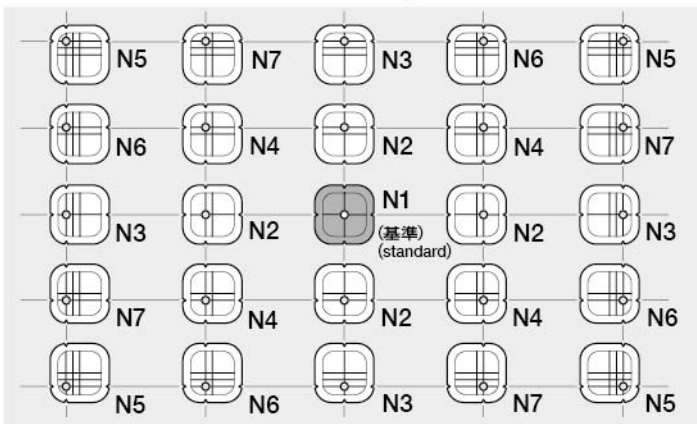 N5 N7 N3 N6 N5
N6 N4 N2 N4 N7
N3 N2 N1 N2 N3
(基準)
(standard)
N7 N4 N2 N4 N6
N5 N6 N3 N7 N5